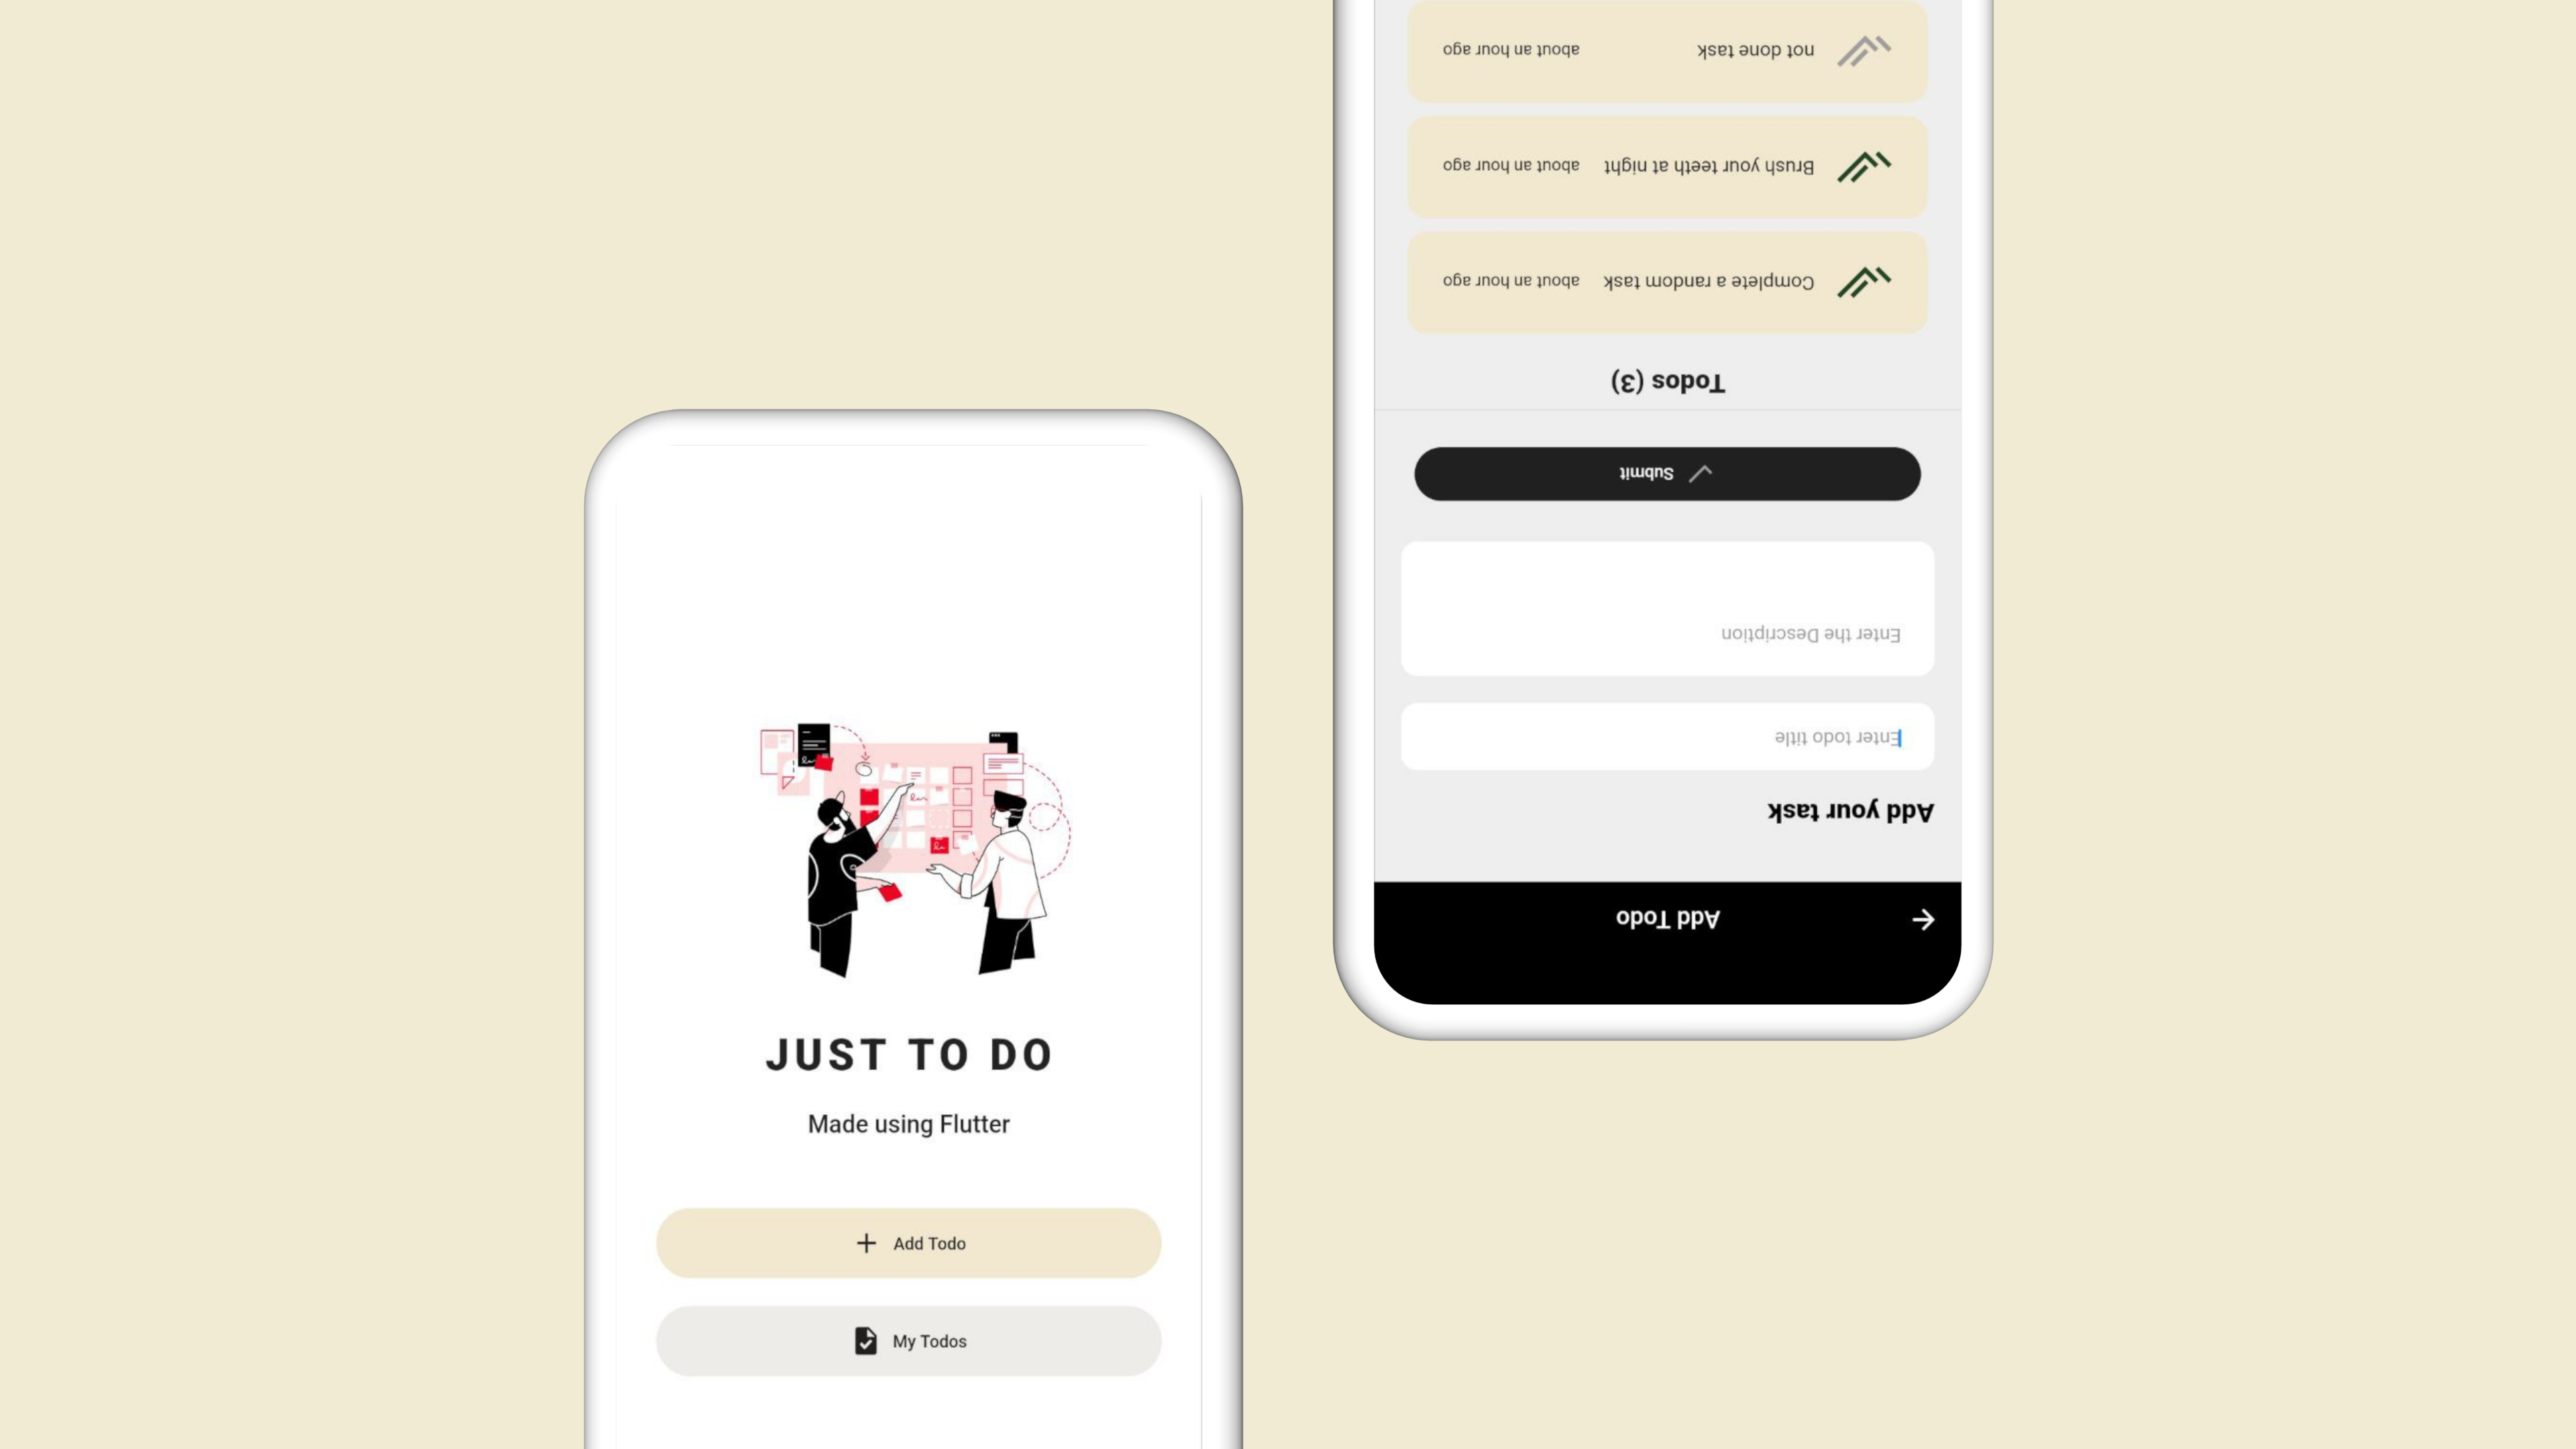 JUST TO DO
Made using Flutter
Add Todo
My Todos
Add Todo
Add your task
Enter todo title
Enter the Description
Submit
Todos (3)
Complete a random task about an hour ago
Brush your teeth at night about an hour ago
not done task about an hour ago